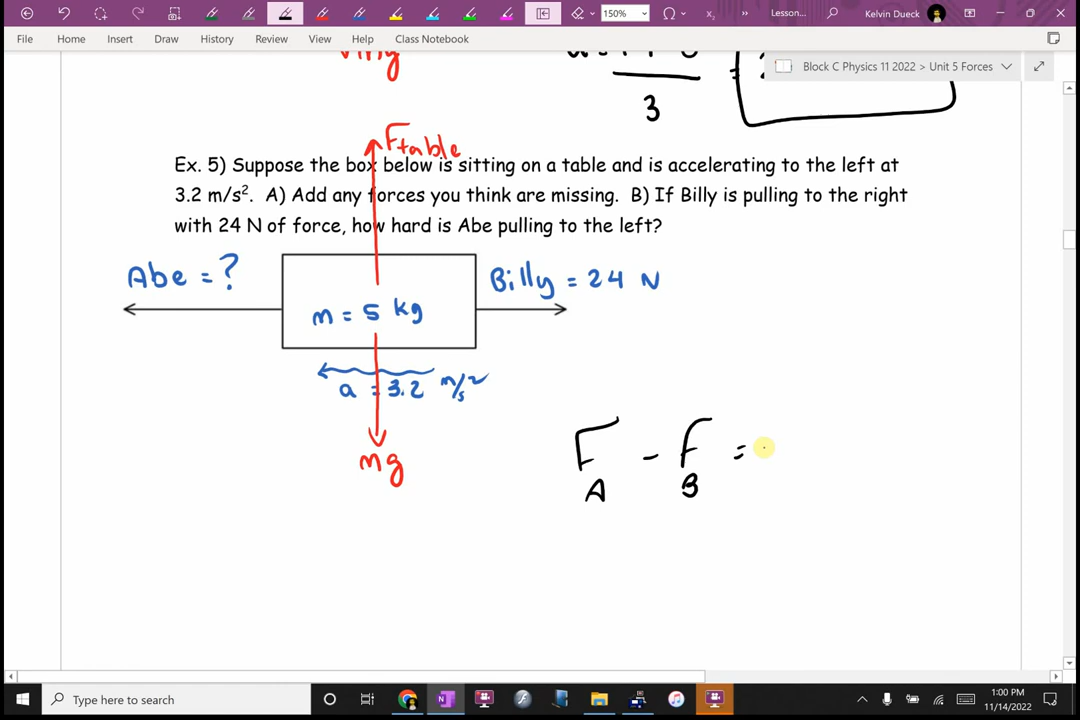 150%
Lesson...
Kelvin Dueck
File Home Insert Draw History Review View Help Class Notebook
Block C Physics 11 2022 > Unit 5 Forces
3
Ftable
Ex. 5) Suppose the box below is sitting on a table and is accelerating to the left at
3.2 m/s². A) Add any forces you think are missing. B) If Billy is pulling to the right
with 24 N of force, how hard is Abe pulling to the left?
Abe = ?
Billy = 24 N
m = 5 kg
a = 3.2 m/s²
mg
F_A - F_B =
Type here to search
1:00 PM
11/14/2022